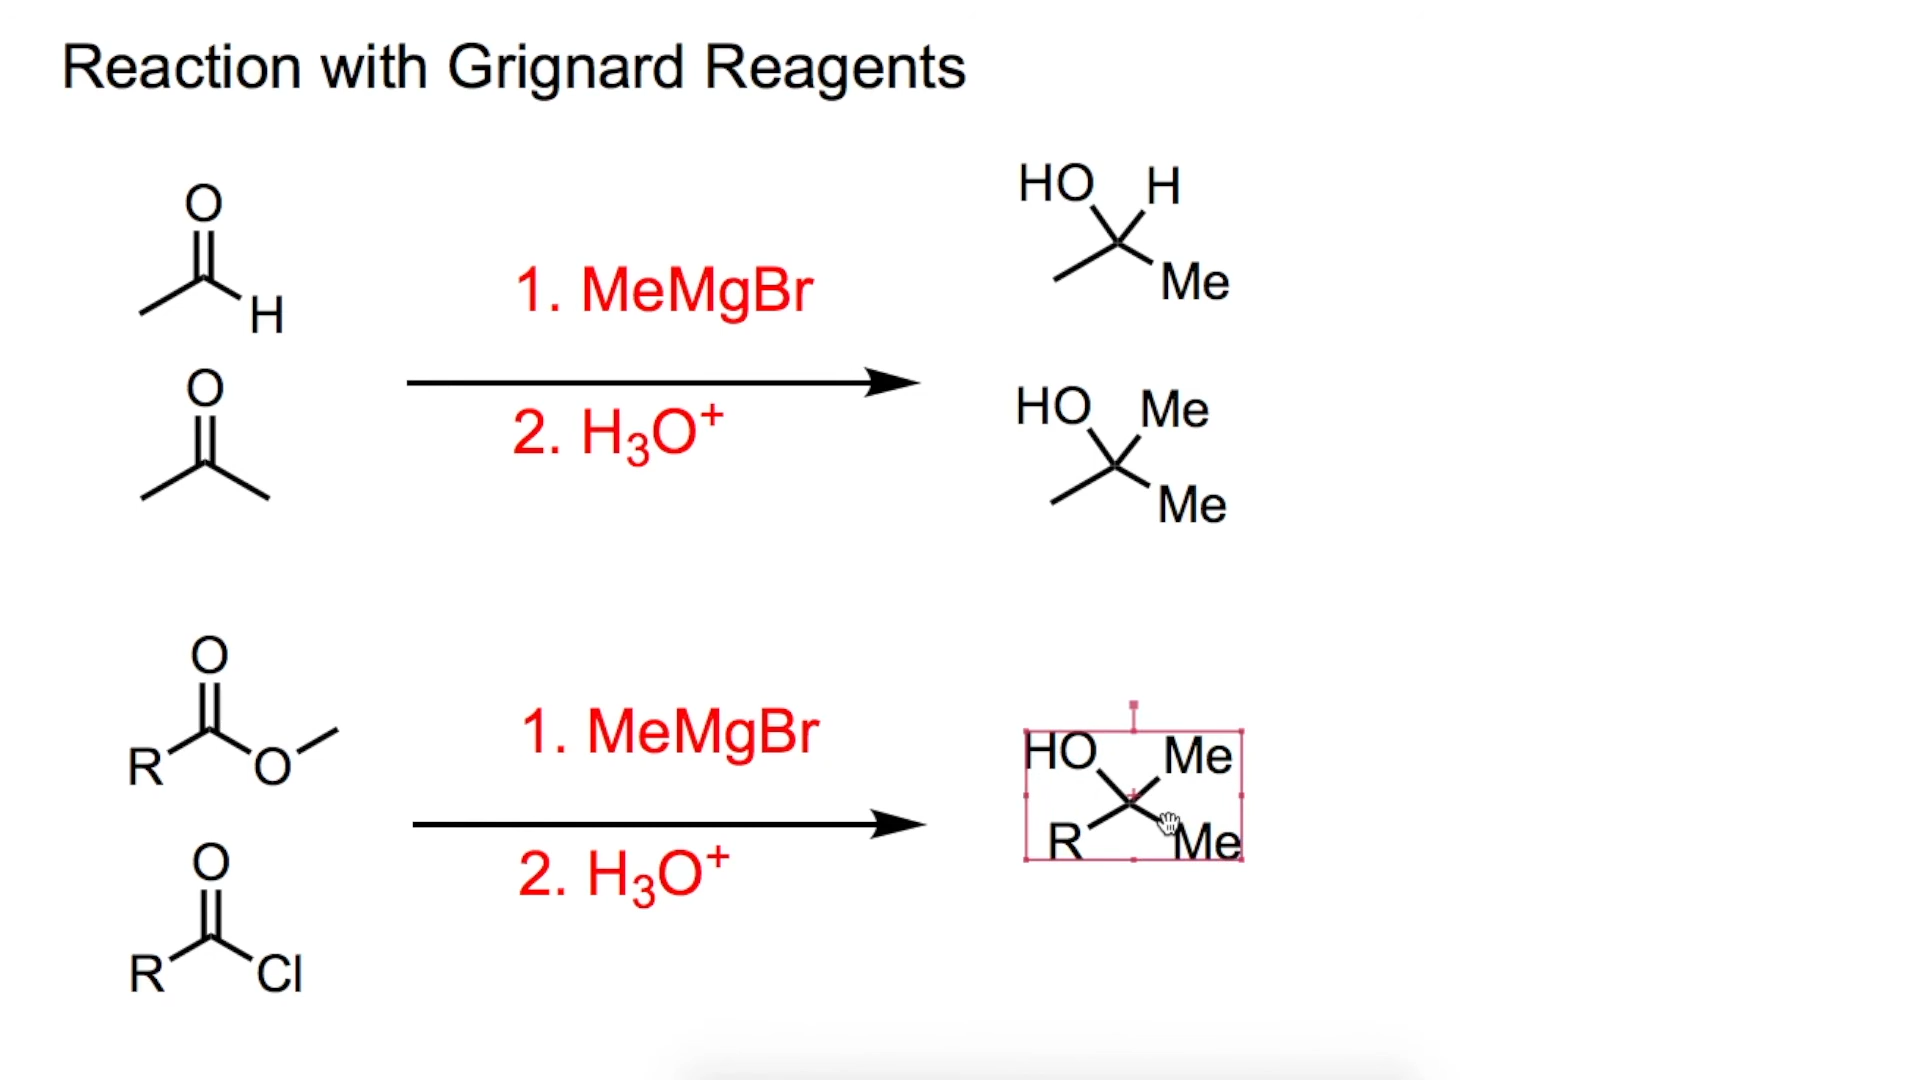 Reaction with Grignard Reagents
O
H
O
1. MeMgBr
2. H₃O⁺
HO H
Me
HO Me
Me
O
R O
O
R Cl
1. MeMgBr
2. H₃O⁺
HO Me
R Me